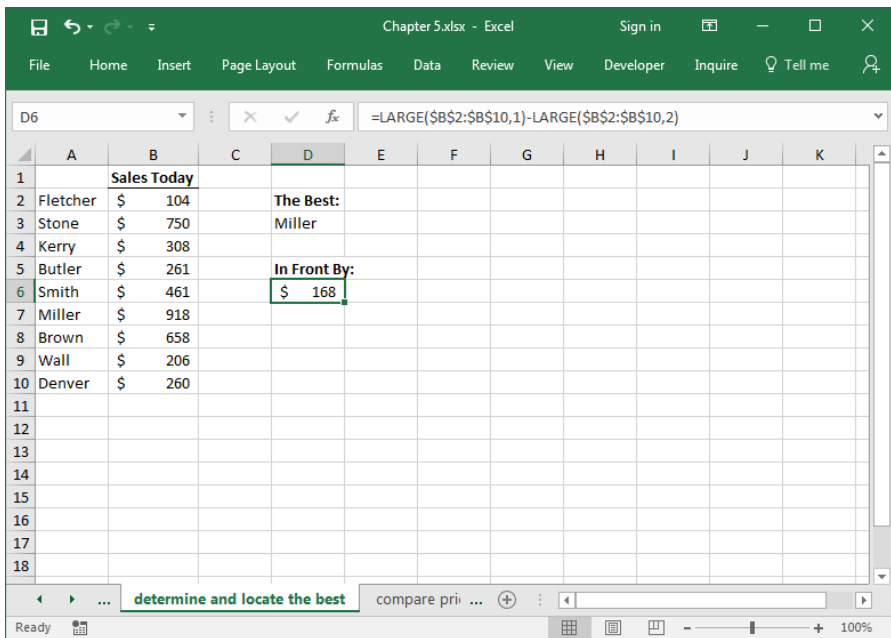 Chapter 5.xlsx - Excel Sign in
File Home Insert Page Layout Formulas Data Review View Developer Inquire Tell me
D6 fx =LARGE($B$2:$B$10,1)-LARGE($B$2:$B$10,2)
A B C D E F G H I J K
1 Sales Today
2 Fletcher $ 104 The Best:
3 Stone $ 750 Miller
4 Kerry $ 308
5 Butler $ 261 In Front By:
6 Smith $ 461 $ 168
7 Miller $ 918
8 Brown $ 658
9 Wall $ 206
10 Denver $ 260
11
12
13
14
15
16
17
18
... determine and locate the best compare pri ...
Ready 100%